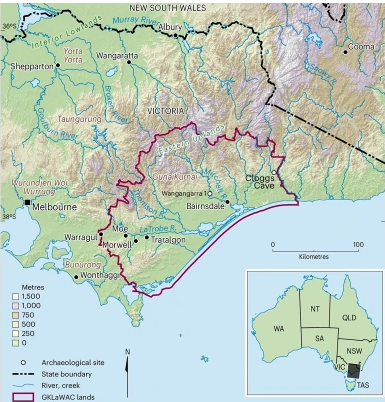 NEW SOUTH WALES
36°S
Murray River
Albury
Interior Lowlands
Cooma
Yorta
Yorta
Wangaratta
Shepparton
VICTORIA
Taungurung
Eastern Uplands
GunaiKurnai
Cloggs
Cave
Wangangarra 1
Wurundjeri Woi
Wurrung
Bairnsdale
Melbourne
38°S
LaTrobe R.
Moe
Warragul
Traralgon
Morwell
Bunurong
Wonthaggi
0
100
Kilometres
Metres
1,500
1,000
750
500
250
0
NT
QLD
WA
SA
NSW
VIC
TAS
Archaeological site
State boundary
River, creek
GKLaWAC lands
N